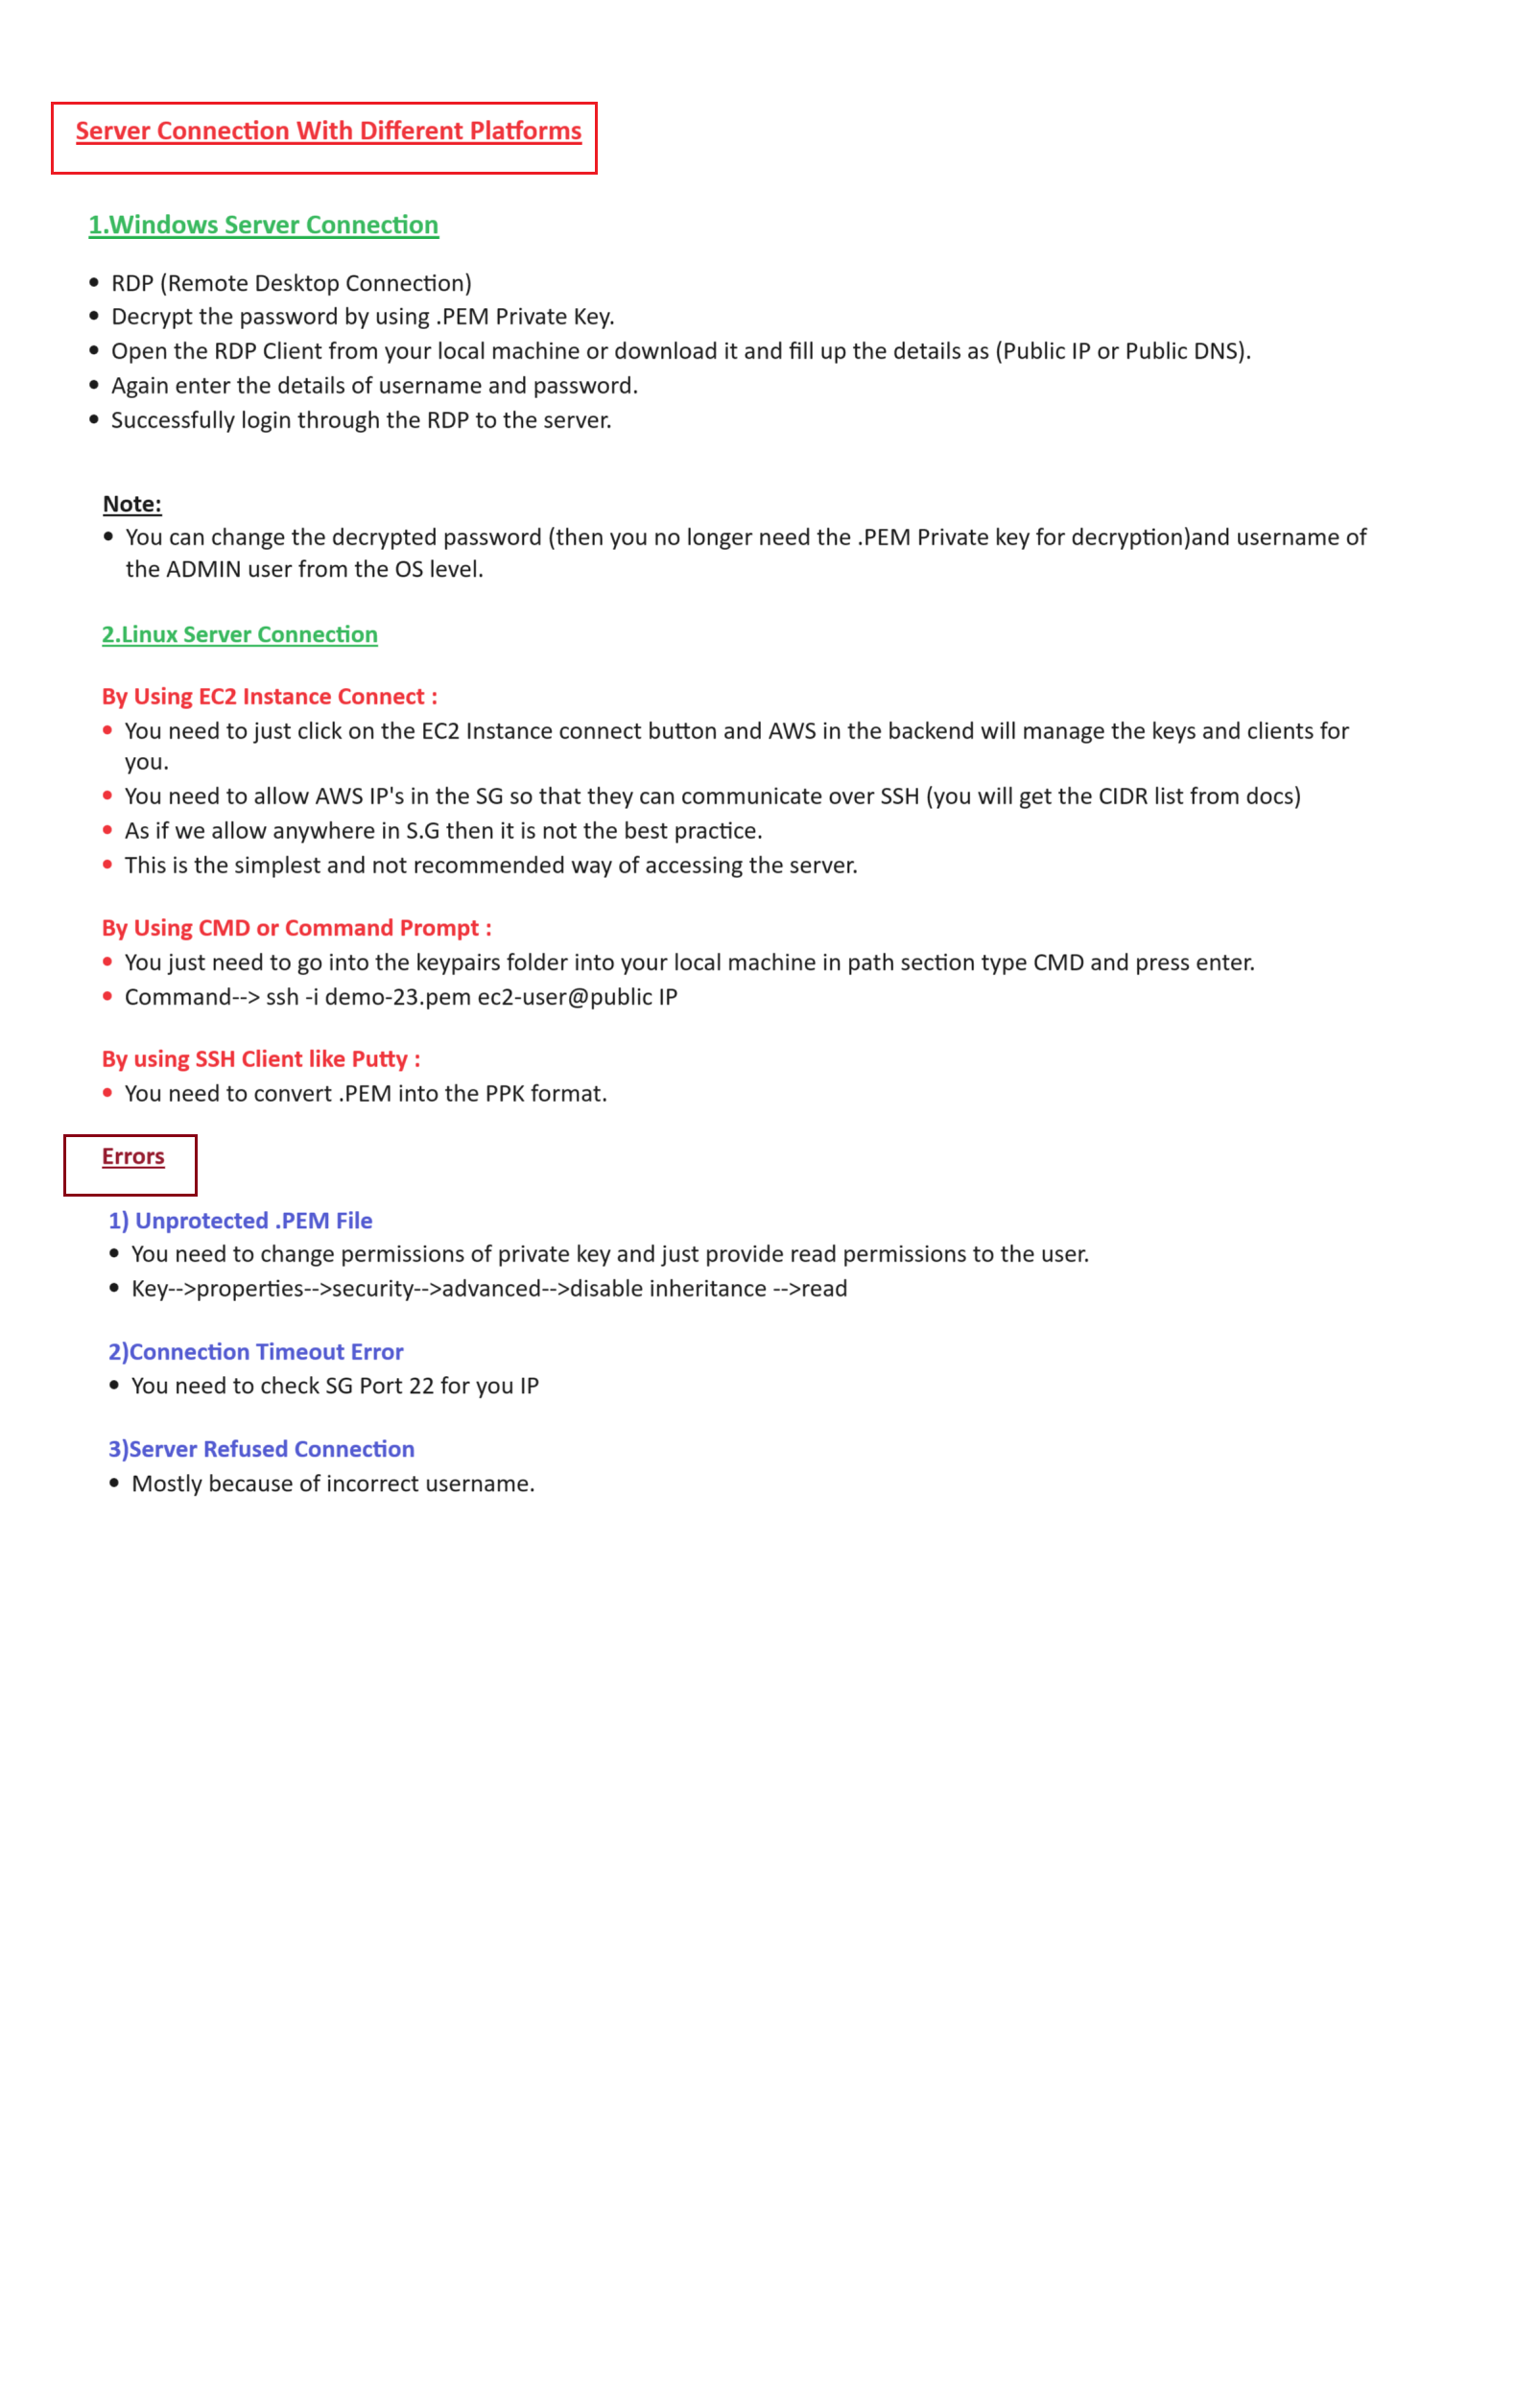 Server Connection With Different Platforms
1.Windows Server Connection
• RDP (Remote Desktop Connection)
• Decrypt the password by using .PEM Private Key.
• Open the RDP Client from your local machine or download it and fill up the details as (Public IP or Public DNS).
• Again enter the details of username and password.
• Successfully login through the RDP to the server.
Note:
• You can change the decrypted password (then you no longer need the .PEM Private key for decryption)and username of
the ADMIN user from the OS level.
2.Linux Server Connection
By Using EC2 Instance Connect :
• You need to just click on the EC2 Instance connect button and AWS in the backend will manage the keys and clients for
you.
• You need to allow AWS IP's in the SG so that they can communicate over SSH (you will get the CIDR list from docs)
• As if we allow anywhere in S.G then it is not the best practice.
• This is the simplest and not recommended way of accessing the server.
By Using CMD or Command Prompt :
• You just need to go into the keypairs folder into your local machine in path section type CMD and press enter.
• Command--> ssh -i demo-23.pem ec2-user@public IP
By using SSH Client like Putty :
• You need to convert .PEM into the PPK format.
Errors
1) Unprotected .PEM File
• You need to change permissions of private key and just provide read permissions to the user.
• Key-->properties-->security-->advanced-->disable inheritance -->read
2)Connection Timeout Error
• You need to check SG Port 22 for you IP
3)Server Refused Connection
• Mostly because of incorrect username.